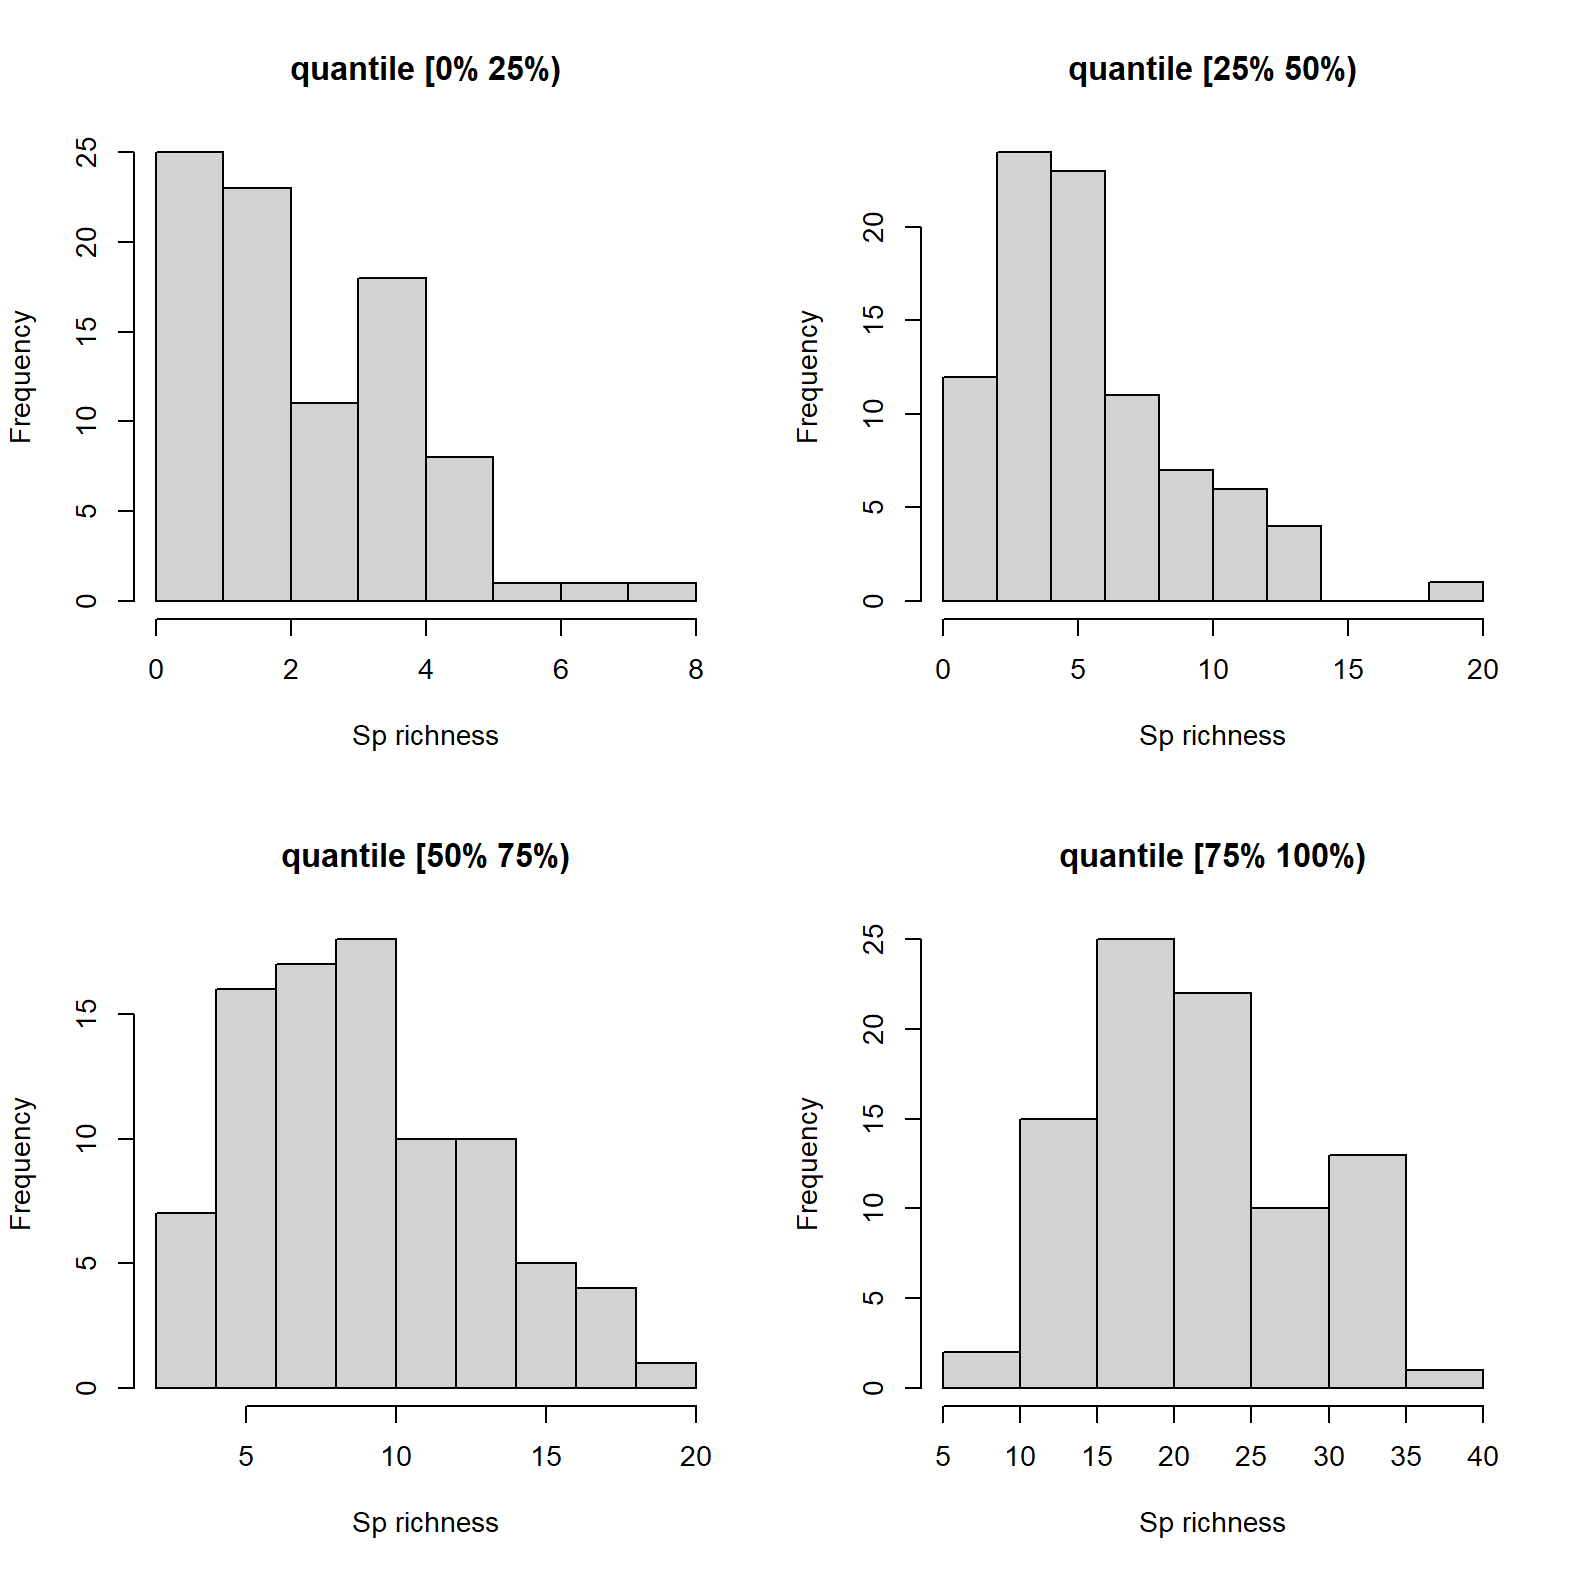 quantile [0% 25%)
Frequency
0 5 10 15 20 25
0 2 4 6 8
Sp richness
quantile [25% 50%)
Frequency
0 5 10 15 20
0 5 10 15 20
Sp richness
quantile [50% 75%)
Frequency
0 5 10 15
5 10 15 20
Sp richness
quantile [75% 100%)
Frequency
0 5 10 15 20 25
5 10 15 20 25 30 35 40
Sp richness